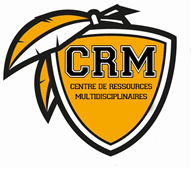 CRM
CENTRE DE RESSOURCES
MULTIDISCIPLINAIRES